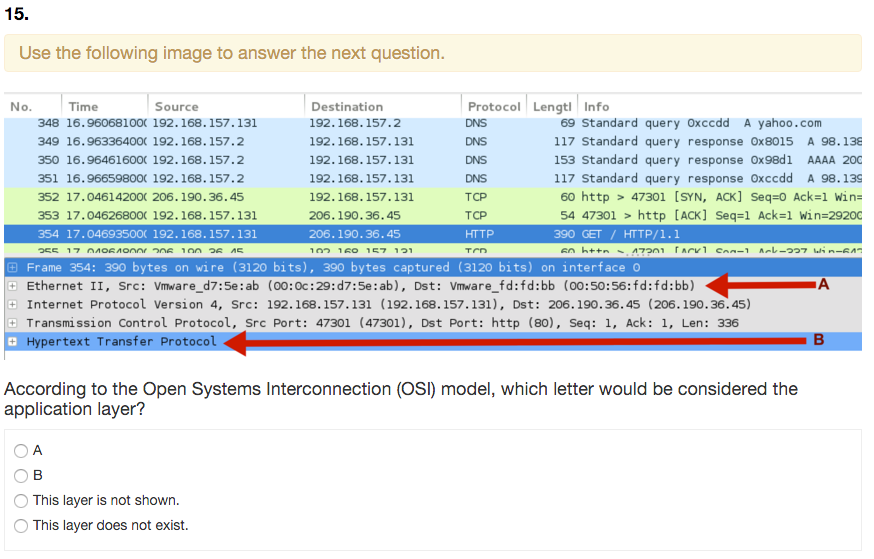 15.
Use the following image to answer the next question.
No. Time Source Destination Protocol Lengtl Info
348 16.960681000 192.168.157.131 192.168.157.2 DNS 69 Standard query 0xccdd A yahoo.com
349 16.963364000 192.168.157.2 192.168.157.131 DNS 117 Standard query response 0x8015 A 98.138
350 16.964616000 192.168.157.2 192.168.157.131 DNS 153 Standard query response 0x98d1 AAAA 200
351 16.966598000 192.168.157.2 192.168.157.131 DNS 117 Standard query response 0xccdd A 98.139
352 17.046142000 206.190.36.45 192.168.157.131 TCP 60 http > 47301 [SYN, ACK] Seq=0 Ack=1 Win=
353 17.046268000 192.168.157.131 206.190.36.45 TCP 54 47301 > http [ACK] Seq=1 Ack=1 Win=29200
354 17.046935000 192.168.157.131 206.190.36.45 HTTP 390 GET / HTTP/1.1
355 17.048648000 206.190.36.45 192.168.157.131 TCP 60 http > 47301 [ACK] Seq=1 Ack=337 Win=642
Frame 354: 390 bytes on wire (3120 bits), 390 bytes captured (3120 bits) on interface 0
Ethernet II, Src: Vmware_d7:5e:ab (00:0c:29:d7:5e:ab), Dst: Vmware_fd:fd:bb (00:50:56:fd:fd:bb) A
Internet Protocol Version 4, Src: 192.168.157.131 (192.168.157.131), Dst: 206.190.36.45 (206.190.36.45)
Transmission Control Protocol, Src Port: 47301 (47301), Dst Port: http (80), Seq: 1, Ack: 1, Len: 336
Hypertext Transfer Protocol B
According to the Open Systems Interconnection (OSI) model, which letter would be considered the
application layer?
A
B
This layer is not shown.
This layer does not exist.